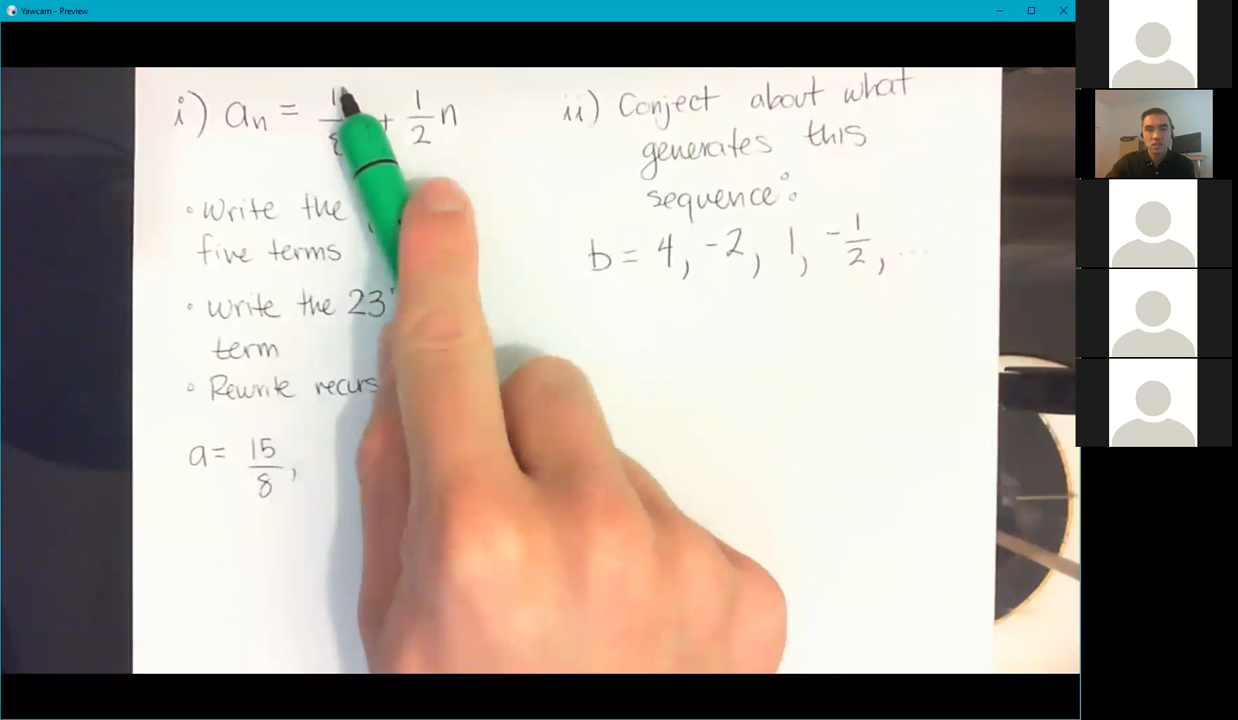 Yawcam - Preview
i) an = + 1/2 n
• Write the
five terms
• Write the 23
term
• Rewrite recurs
a = 15/8,
ii) Conject about what
generates this
sequence:
b = 4, -2, 1, -1/2, ...